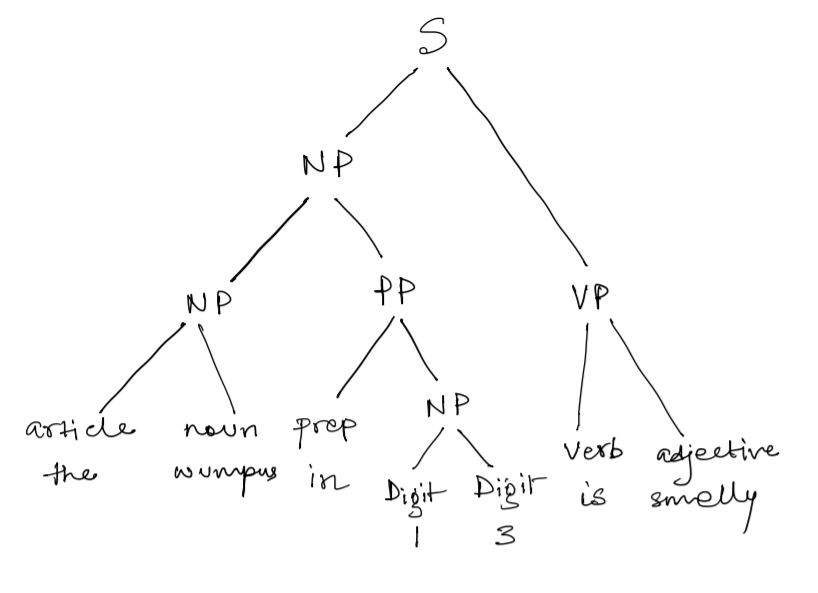 S
NP
NP PP VP
NP
article noun prep verb adjective
the wumpus in Digit Digit is smelly
1 3